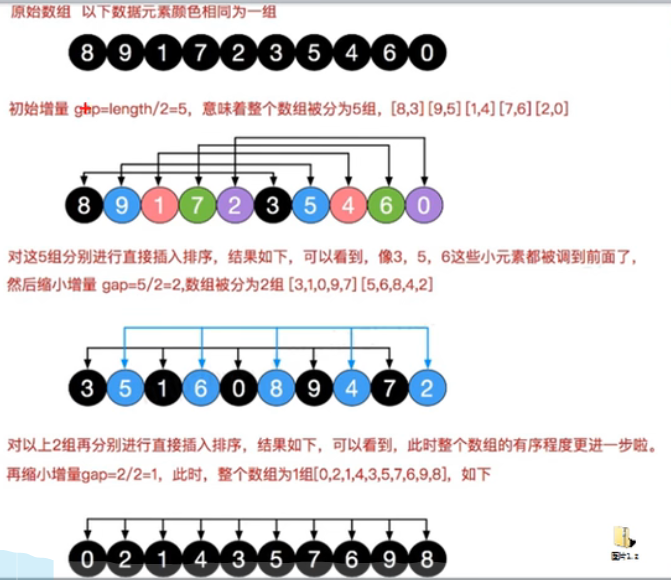 原始数组 以下数据元素颜色相同为一组
8 9 1 7 2 3 5 4 6 0
初始增量 gap=length/2=5，意味着整个数组被分为5组，[8,3][9,5][1,4][7,6][2,0]
8 9 1 7 2 3 5 4 6 0
对这5组分别进行直接插入排序，结果如下，可以看到，像3，5，6这些小元素都被调到前面了，
然后缩小增量 gap=5/2=2,数组被分为2组 [3,1,0,9,7][5,6,8,4,2]
3 5 1 6 0 8 9 4 7 2
对以上2组再分别进行直接插入排序，结果如下，可以看到，此时整个数组的有序程度更进一步啦。
再缩小增量gap=2/2=1，此时，整个数组为1组[0,2,1,4,3,5,7,6,9,8]，如下
图片1.z
0 2 1 4 3 5 7 6 9 8